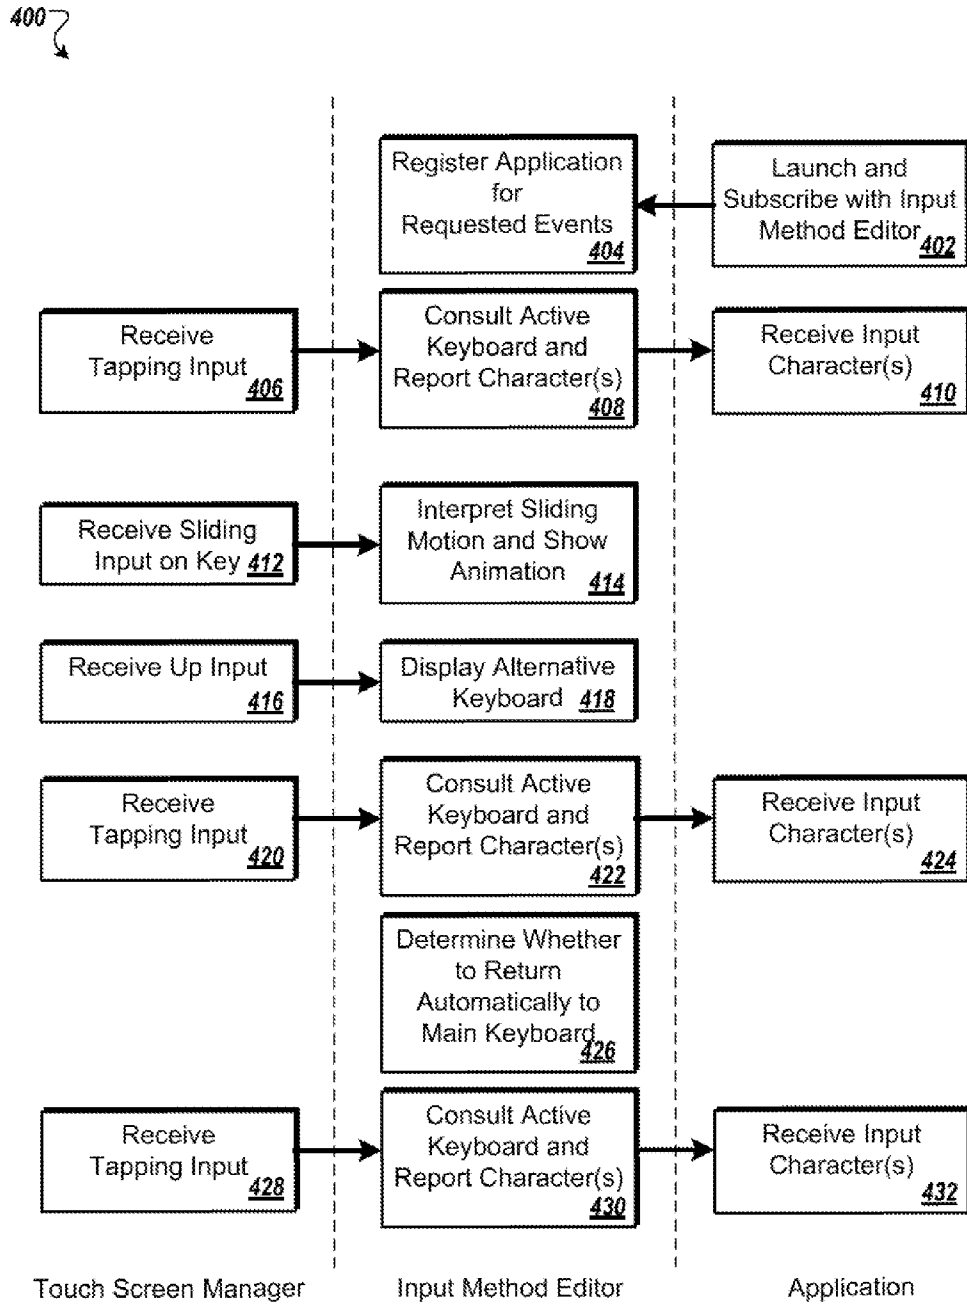 400
Register Application
for
Requested Events
404
Launch and
Subscribe with Input
Method Editor
402
Receive
Tapping Input
406
Consult Active
Keyboard and
Report Character(s)
408
Receive Input
Character(s)
410
Receive Sliding
Input on Key 412
Interpret Sliding
Motion and Show
Animation
414
Receive Up Input
416
Display Alternative
Keyboard 418
Receive
Tapping Input
420
Consult Active
Keyboard and
Report Character(s)
422
Receive Input
Character(s)
424
Determine Whether
to Return
Automatically to
Main Keyboard
426
Receive
Tapping Input
428
Consult Active
Keyboard and
Report Character(s)
430
Receive Input
Character(s)
432
Touch Screen Manager
Input Method Editor
Application